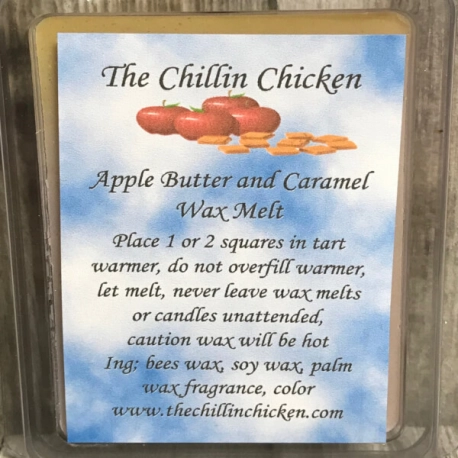 The Chillin Chicken
Apple Butter and Caramel
Wax Melt
Place 1 or 2 squares in tart
warmer, do not overfill warmer,
let melt, never leave wax melts
or candles unattended,
caution wax will be hot
Ing; bees wax, soy wax, palm
wax fragrance, color
www.thechillinchicken.com